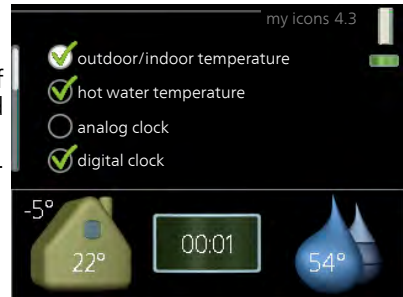 my icons 4.3
outdoor/indoor temperature
hot water temperature
analog clock
digital clock
-5°
22°
00:01
54°